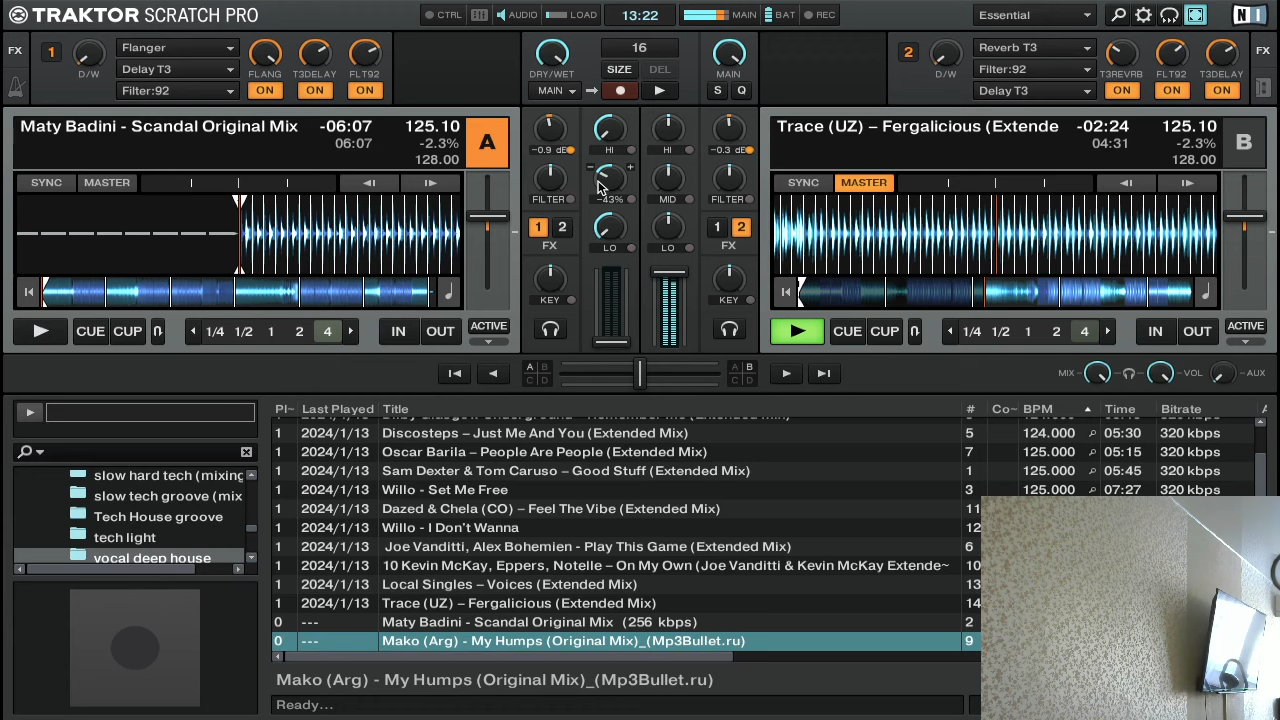 TRAKTOR SCRATCH PRO
CTRL AUDIO LOAD 13:22 MAIN BAT REC Essential
NI
FX 1 D/W Flanger Delay T3 Filter:92 FLANG T3DELAY FLT92 ON ON ON
DRY/WET 16 SIZE DEL MAIN MAIN S Q
2 D/W Reverb T3 Filter:92 Delay T3 T3REVRB FLT92 T3DELAY ON ON ON FX
Maty Badini - Scandal Original Mix -06:07 125.10
06:07 -2.3%
128.00
A
SYNC MASTER
1/4 1/2 1 2 4
CUE CUP IN OUT ACTIVE
-0.9 dB HI HI -0.3 dB
FILTER -43% MID FILTER
1 2 LO LO 1 2
FX FX
KEY KEY
Trace (UZ) – Fergalicious (Extende -02:24 125.10
04:31 -2.3%
128.00
B
SYNC MASTER
CUE CUP 1/4 1/2 1 2 4 IN OUT ACTIVE
A B C D A B C D MIX VOL AUX
slow hard tech (mixing
slow tech groove (mix
Tech House groove
tech light
vocal deep house
Pl~ Last Played Title # Co~ BPM Time Bitrate
1 2024/1/13 Discosteps – Just Me And You (Extended Mix) 5 124.000 05:30 320 kbps
1 2024/1/13 Oscar Barila – People Are People (Extended Mix) 7 125.000 05:15 320 kbps
1 2024/1/13 Sam Dexter & Tom Caruso – Good Stuff (Extended Mix) 1 125.000 05:45 320 kbps
1 2024/1/13 Willo - Set Me Free 3 125.000 07:27 320 kbps
1 2024/1/13 Dazed & Chela (CO) – Feel The Vibe (Extended Mix) 11
1 2024/1/13 Willo - I Don't Wanna 12
1 2024/1/13 Joe Vanditti, Alex Bohemien - Play This Game (Extended Mix) 6
1 2024/1/13 10 Kevin McKay, Eppers, Notelle – On My Own (Joe Vanditti & Kevin McKay Extende~ 10
1 2024/1/13 Local Singles – Voices (Extended Mix) 13
1 2024/1/13 Trace (UZ) – Fergalicious (Extended Mix) 14
0 --- Maty Badini - Scandal Original Mix (256 kbps) 2
0 --- Mako (Arg) - My Humps (Original Mix)_(Mp3Bullet.ru) 9
Mako (Arg) - My Humps (Original Mix)_(Mp3Bullet.ru)
Ready...